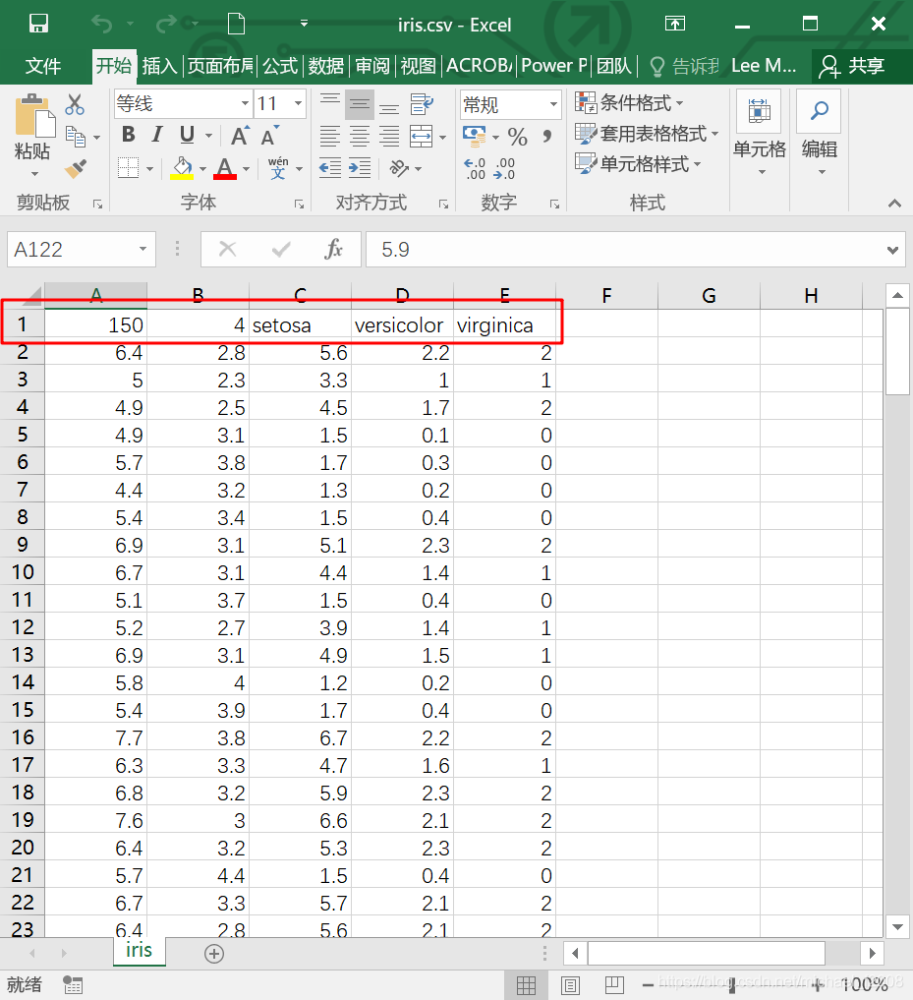 iris.csv - Excel
文件 开始 插入 页面布局 公式 数据 审阅 视图 ACROBA Power P 团队 告诉我 Lee M... 共享
等线 11 常规 条件格式
B I U A A % 套用表格格式
粘贴 A wén 文 .00 .00 单元格样式 单元格 编辑
剪贴板 字体 对齐方式 数字 样式
A122 fx 5.9
A B C D E F G H
1 150 4 setosa versicolor virginica
2 6.4 2.8 5.6 2.2 2
3 5 2.3 3.3 1 1
4 4.9 2.5 4.5 1.7 2
5 4.9 3.1 1.5 0.1 0
6 5.7 3.8 1.7 0.3 0
7 4.4 3.2 1.3 0.2 0
8 5.4 3.4 1.5 0.4 0
9 6.9 3.1 5.1 2.3 2
10 6.7 3.1 4.4 1.4 1
11 5.1 3.7 1.5 0.4 0
12 5.2 2.7 3.9 1.4 1
13 6.9 3.1 4.9 1.5 1
14 5.8 4 1.2 0.2 0
15 5.4 3.9 1.7 0.4 0
16 7.7 3.8 6.7 2.2 2
17 6.3 3.3 4.7 1.6 1
18 6.8 3.2 5.9 2.3 2
19 7.6 3 6.6 2.1 2
20 6.4 3.2 5.3 2.3 2
21 5.7 4.4 1.5 0.4 0
22 6.7 3.3 5.7 2.1 2
23 6.4 2.8 5.6 2.1 2
iris
就绪 100%